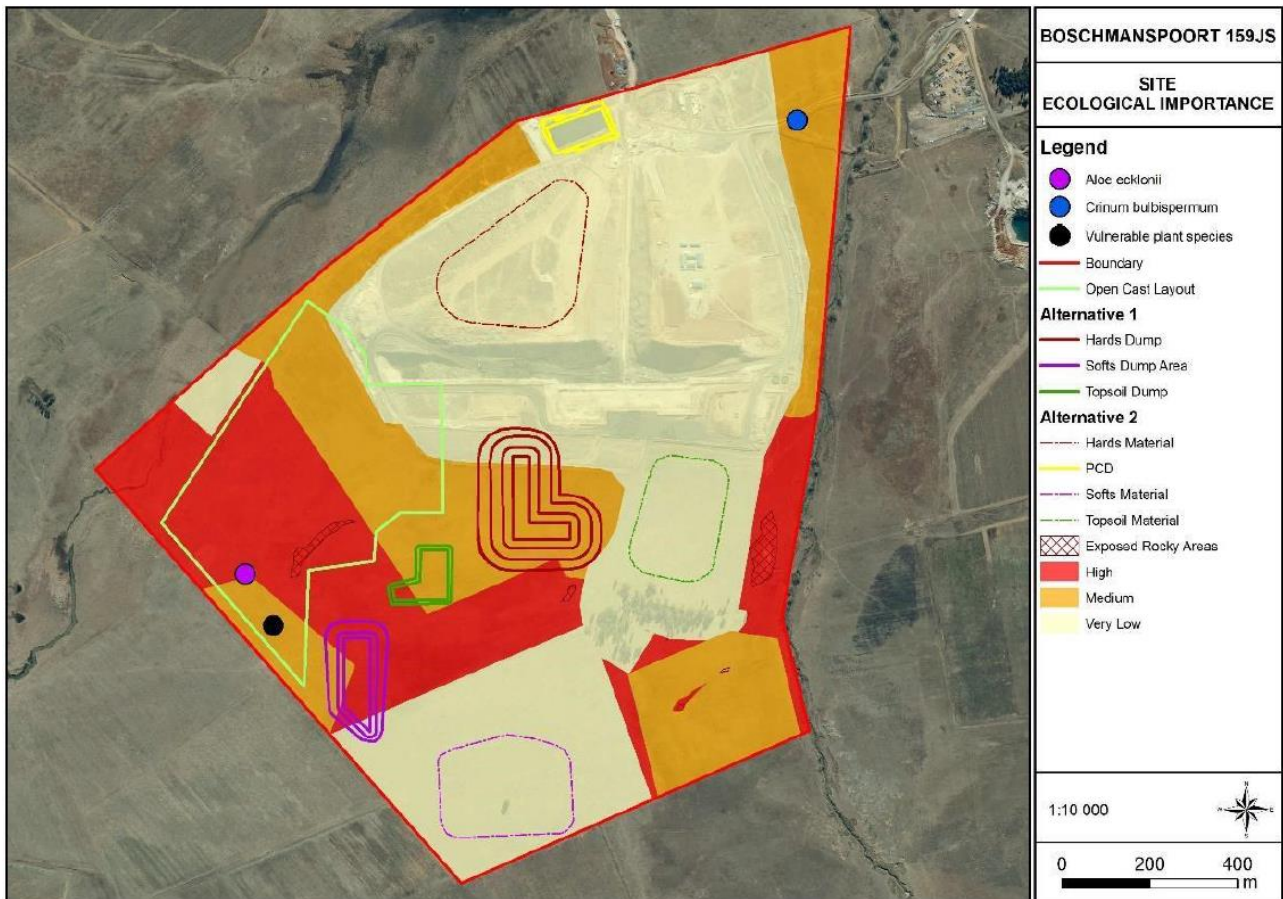 BOSCHMANSPOORT 159JS
SITE
ECOLOGICAL IMPORTANCE
Legend
Aloe ecklonii
Crinum bulbispermum
Vulnerable plant species
Boundary
Open Cast Layout
Alternative 1
Hards Dump
Softs Dump Area
Topsoil Dump
Alternative 2
Hards Material
PCD
Softs Material
Topsoil Material
Exposed Rocky Areas
High
Medium
Very Low
1:10 000
N
W E
S
0 200 400
m